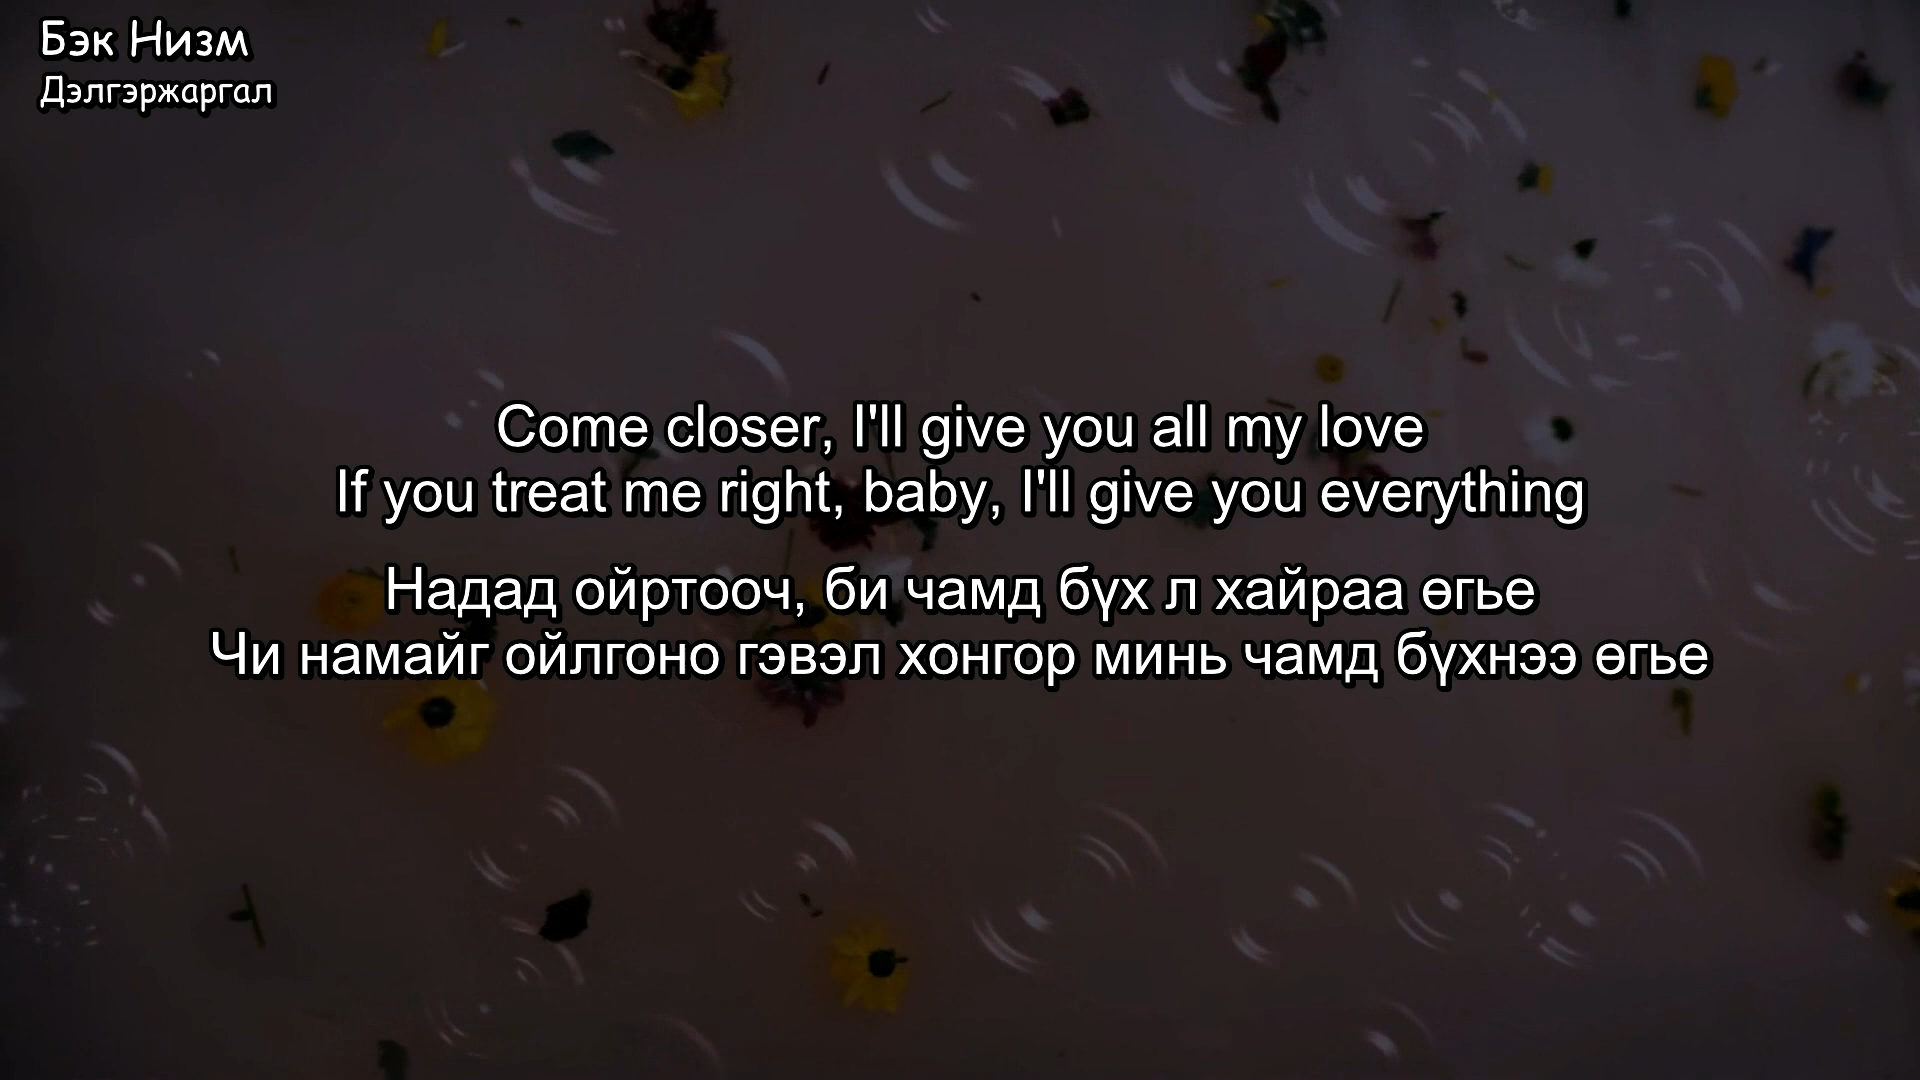 Бэк Низм
Дэлгэржаргал
Come closer, I'll give you all my love
If you treat me right, baby, I'll give you everything
Надад ойртооч, би чамд бүх л хайраа өгье
Чи намайг ойлгоно гэвэл хонгор минь чамд бүхнээ өгье